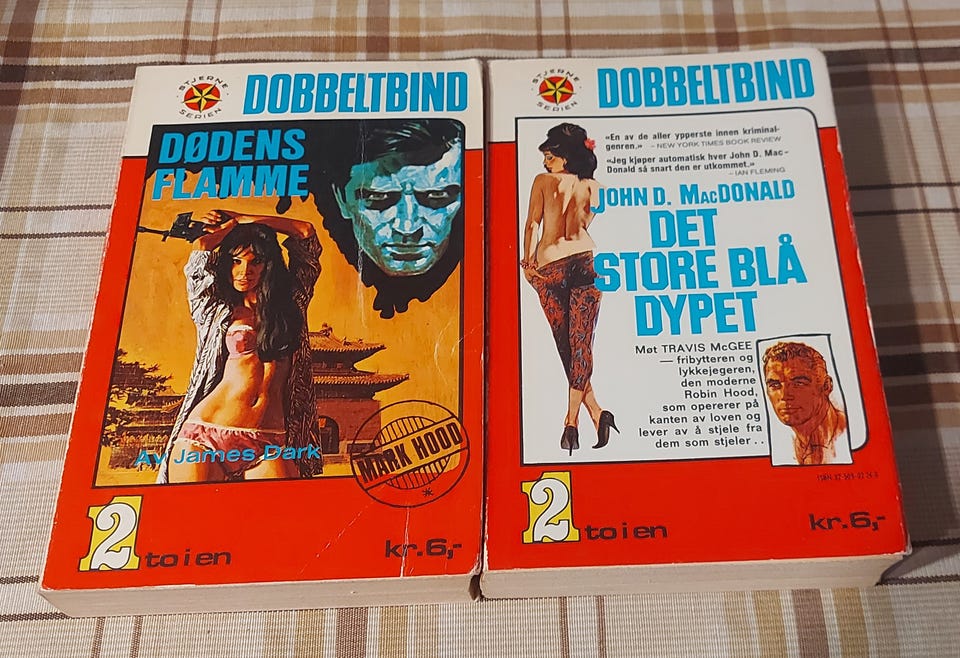 STJERNE
SERIEN
DOBBELTBIND
DØDENS
FLAMME
Av James Dark
MARK HOOD
2 toien
kr.6,-
STJERNE
SERIEN
DOBBELTBIND
«En av de aller ypperste innen kriminal-
genren.» – NEW YORK TIMES BOOK REVIEW
«Jeg kjøper automatisk hver John D. Mac-
Donald så snart den er utkommet.»
– IAN FLEMING
JOHN D. MACDONALD
DET
STORE BLÅ
DYPET
Møt TRAVIS McGEE
— fribytteren og
lykkejegeren,
den moderne
Robin Hood,
som opererer på
kanten av loven og
lever av å stjele fra
dem som stjeler..
2 toien
kr.6,-